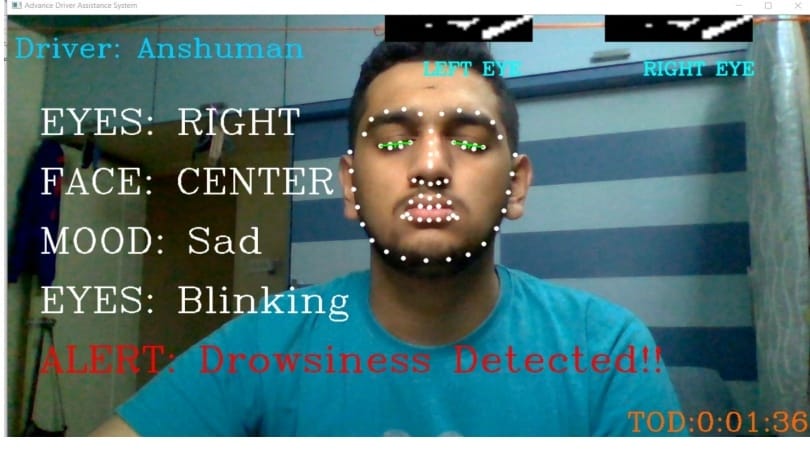 Advance Driver Assistance System
Driver: Anshuman
LEFT EYE
RIGHT EYE
EYES: RIGHT
FACE: CENTER
MOOD: Sad
EYES: Blinking
ALERT: Drowsiness Detected!!
TOD:0:01:36